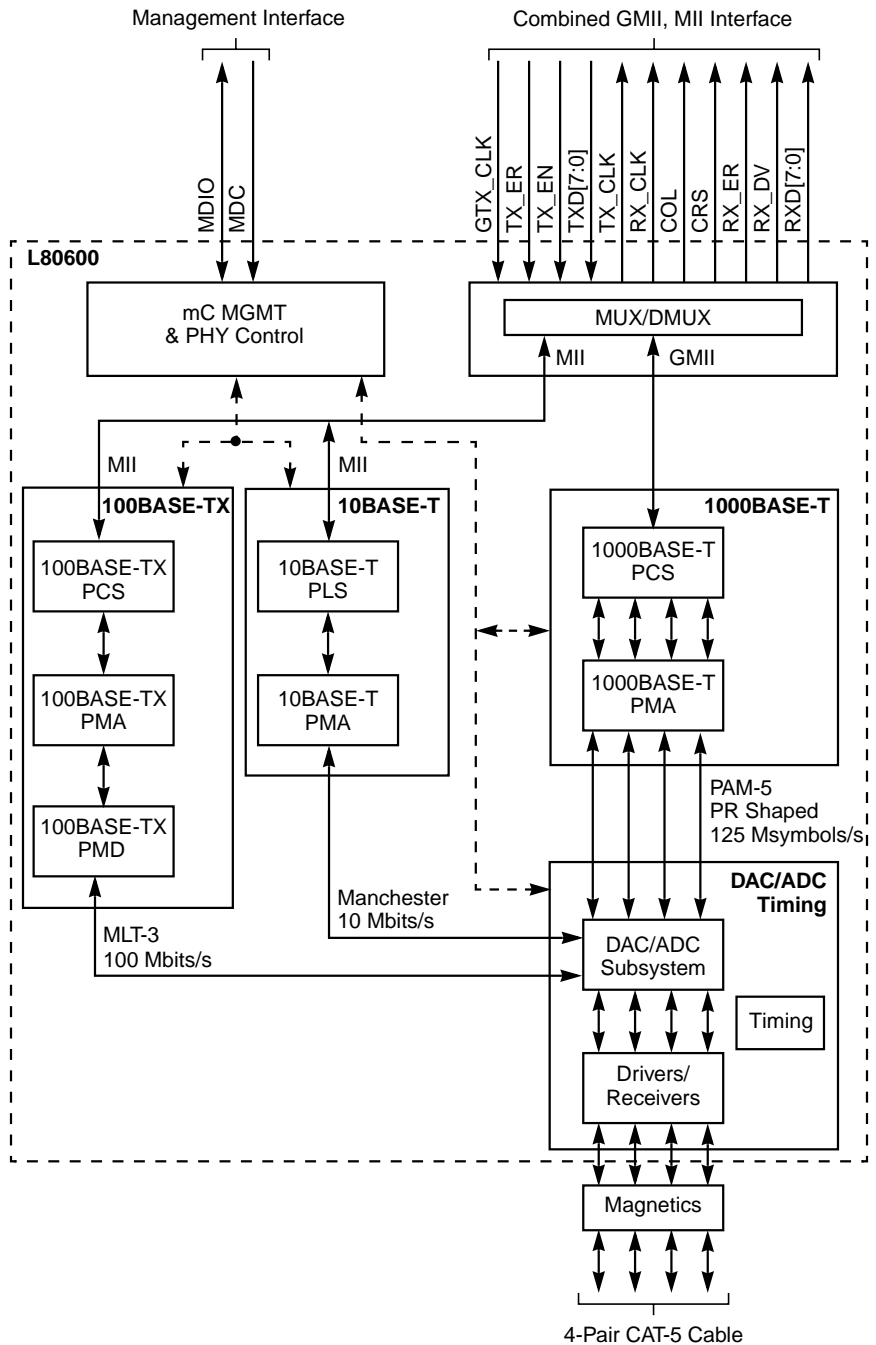 Management Interface
Combined GMII, MII Interface
MDIO
MDC
GTX_CLK
TX_ER
TX_EN
TXD[7:0]
TX_CLK
RX_CLK
COL
CRS
RX_ER
RX_DV
RXD[7:0]
L80600
mC MGMT
& PHY Control
MUX/DMUX
MII
GMII
MII
MII
100BASE-TX
10BASE-T
1000BASE-T
100BASE-TX
PCS
10BASE-T
PLS
1000BASE-T
PCS
100BASE-TX
PMA
10BASE-T
PMA
1000BASE-T
PMA
100BASE-TX
PMD
PAM-5
PR Shaped
125 Msymbols/s
Manchester
10 Mbits/s
DAC/ADC
Timing
MLT-3
100 Mbits/s
DAC/ADC
Subsystem
Timing
Drivers/
Receivers
Magnetics
4-Pair CAT-5 Cable